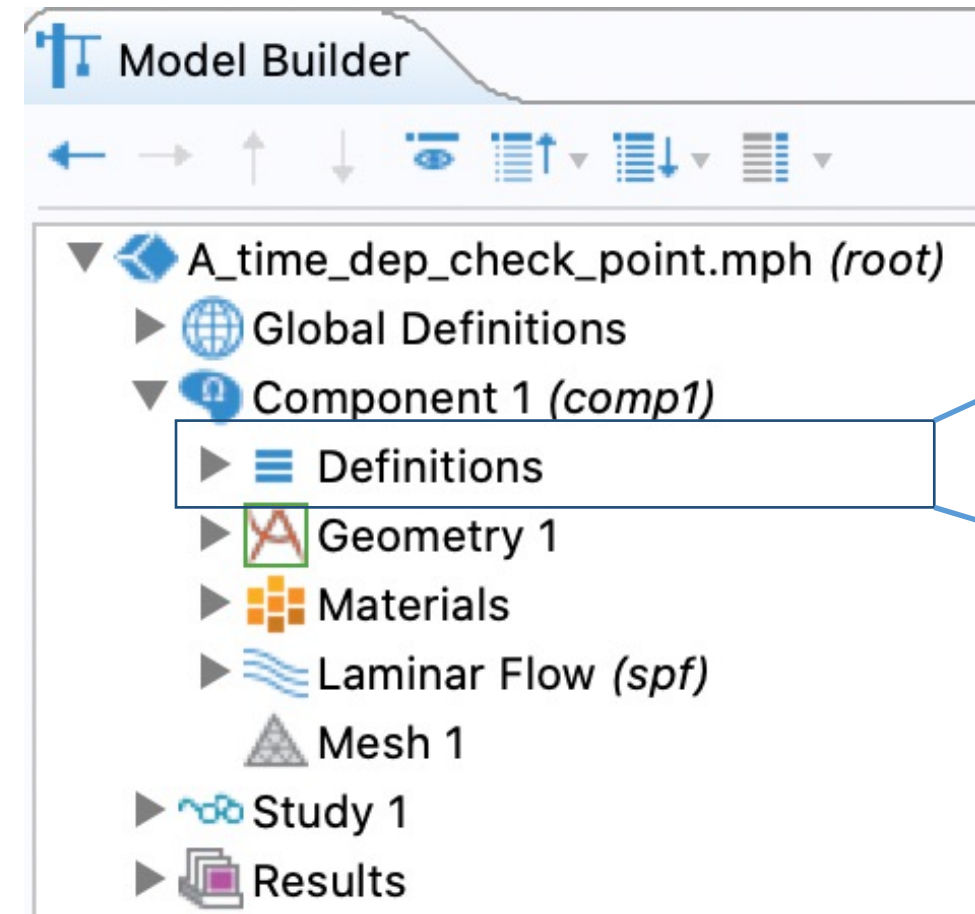 Model Builder
A_time_dep_check_point.mph (root)
Global Definitions
Component 1 (comp1)
Definitions
Geometry 1
Materials
Laminar Flow (spf)
Mesh 1
Study 1
Results